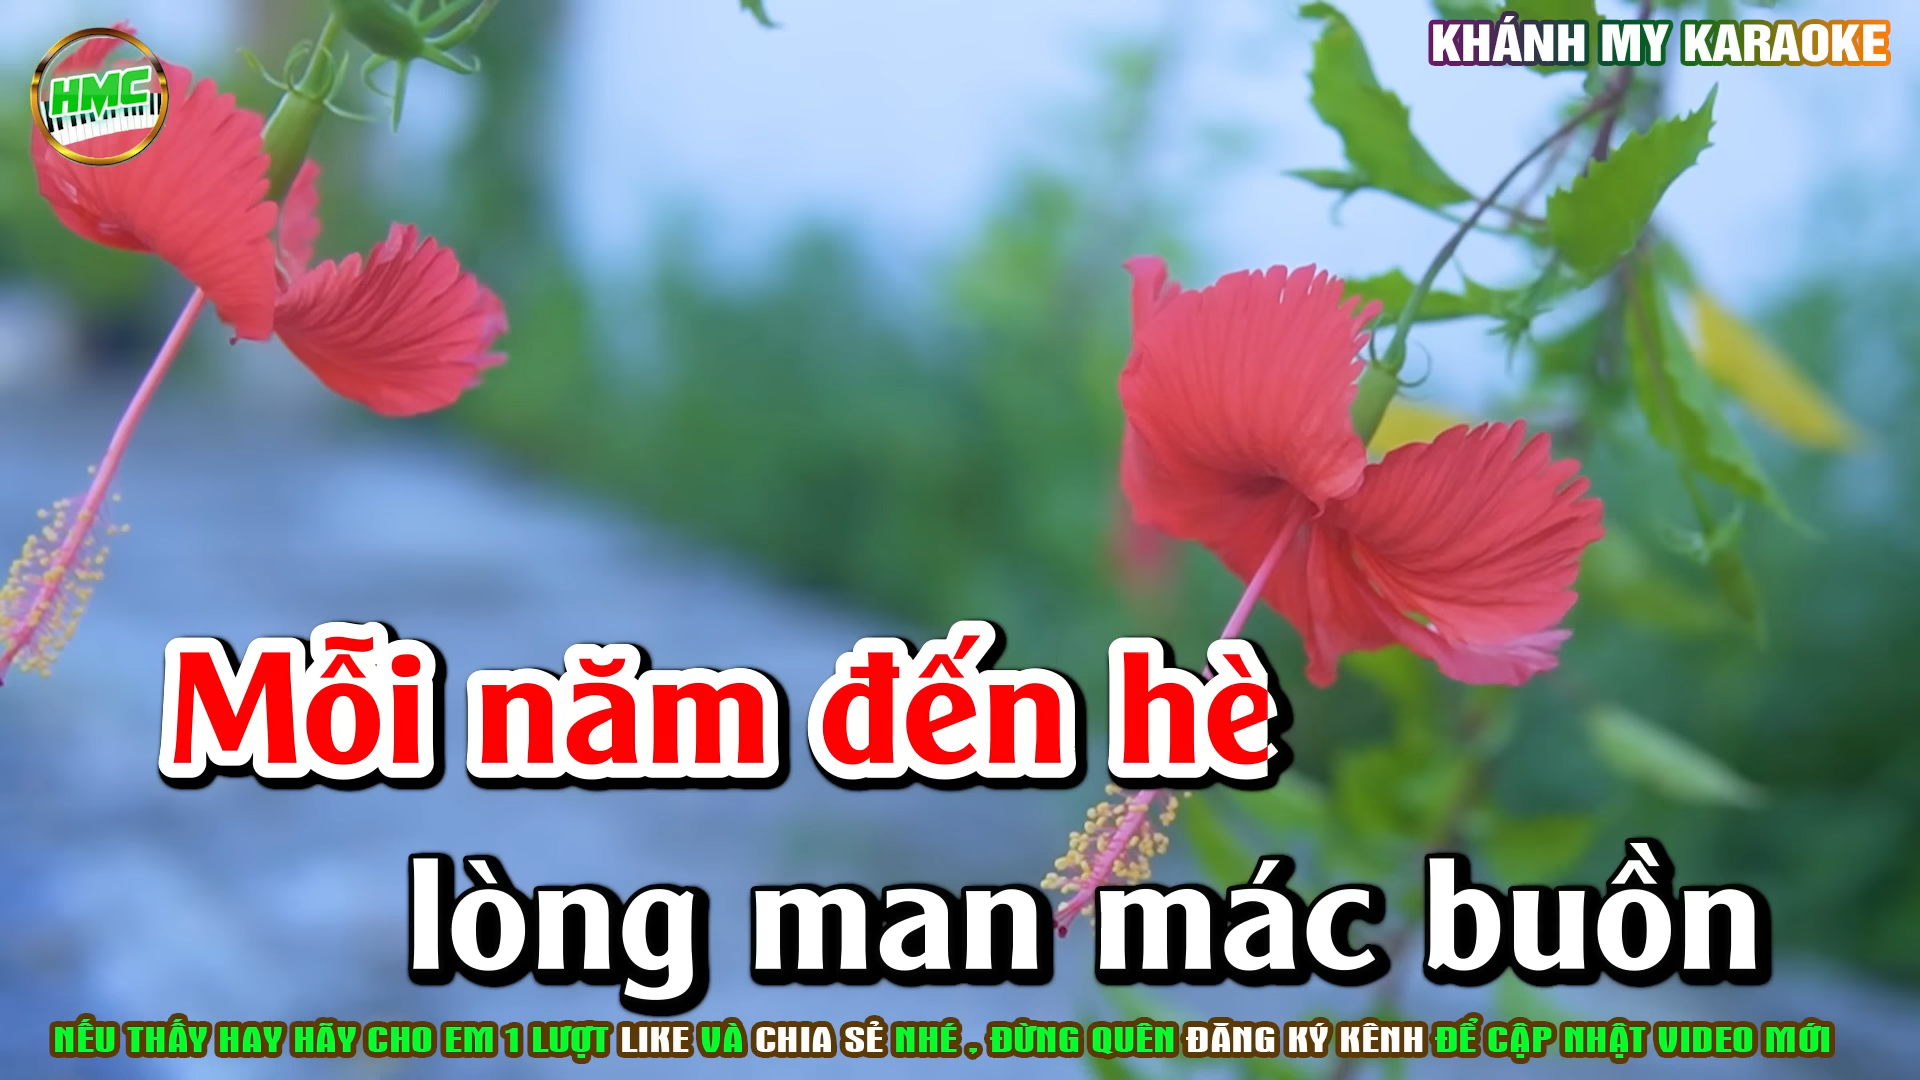 KHÁNH MY KARAOKE
HMC
Mỗi năm đến hè
lòng man mác buồn
NẾU THẤY HAY HÃY CHO EM 1 LƯỢT LIKE VÀ CHIA SẺ NHÉ , ĐỪNG QUÊN ĐĂNG KÝ KÊNH ĐỂ CẬP NHẬT VIDEO MỚI